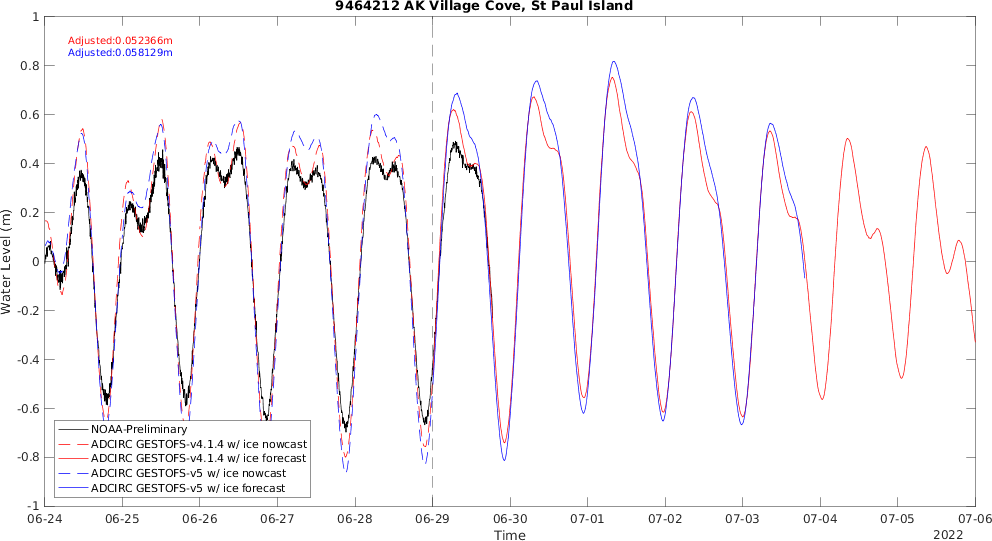 9464212 AK Village Cove, St Paul Island
Adjusted:0.052366m
Adjusted:0.058129m
Water Level (m)
1
0.8
0.6
0.4
0.2
0
-0.2
-0.4
-0.6
-0.8
-1
NOAA-Preliminary
ADCIRC GESTOFS-v4.1.4 w/ ice nowcast
ADCIRC GESTOFS-v4.1.4 w/ ice forecast
ADCIRC GESTOFS-v5 w/ ice nowcast
ADCIRC GESTOFS-v5 w/ ice forecast
06-24 06-25 06-26 06-27 06-28 06-29 06-30 07-01 07-02 07-03 07-04 07-05 07-06
Time
2022